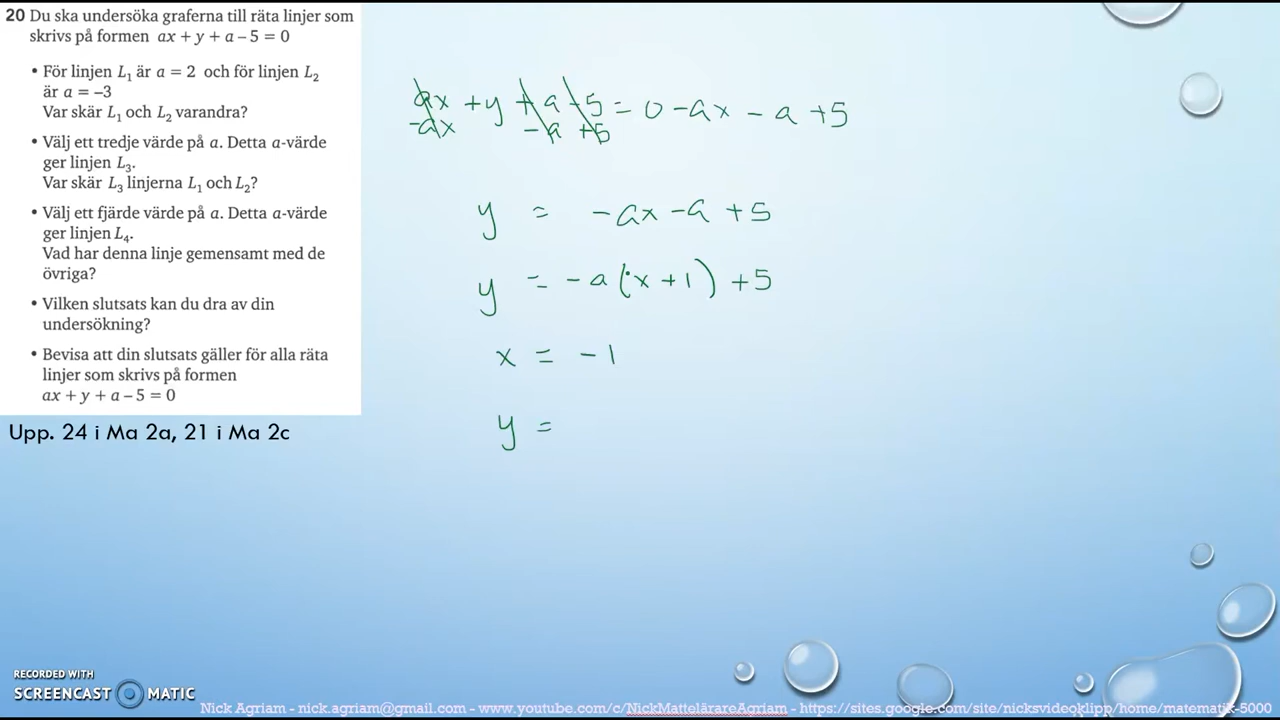 20 Du ska undersöka graferna till räta linjer som
skrivs på formen ax + y + a – 5 = 0
• För linjen L₁ är a = 2 och för linjen L₂
är a = –3
Var skär L₁ och L₂ varandra?
• Välj ett tredje värde på a. Detta a-värde
ger linjen L₃.
Var skär L₃ linjerna L₁ och L₂?
• Välj ett fjärde värde på a. Detta a-värde
ger linjen L₄.
Vad har denna linje gemensamt med de
övriga?
• Vilken slutsats kan du dra av din
undersökning?
• Bevisa att din slutsats gäller för alla räta
linjer som skrivs på formen
ax + y + a – 5 = 0
Upp. 24 i Ma 2a, 21 i Ma 2c
ax + y + a - 5 = 0 - ax - a + 5
-ax - a + 5
y = -ax - a + 5
y = -a(x + 1) + 5
x = -1
y =
RECORDED WITH
SCREENCAST MATIC
Nick Agriam - nick.agriam@gmail.com - www.youtube.com/c/NickMattelärareAgriam - https://sites.google.com/site/nicksvideoklipp/home/matematik-5000